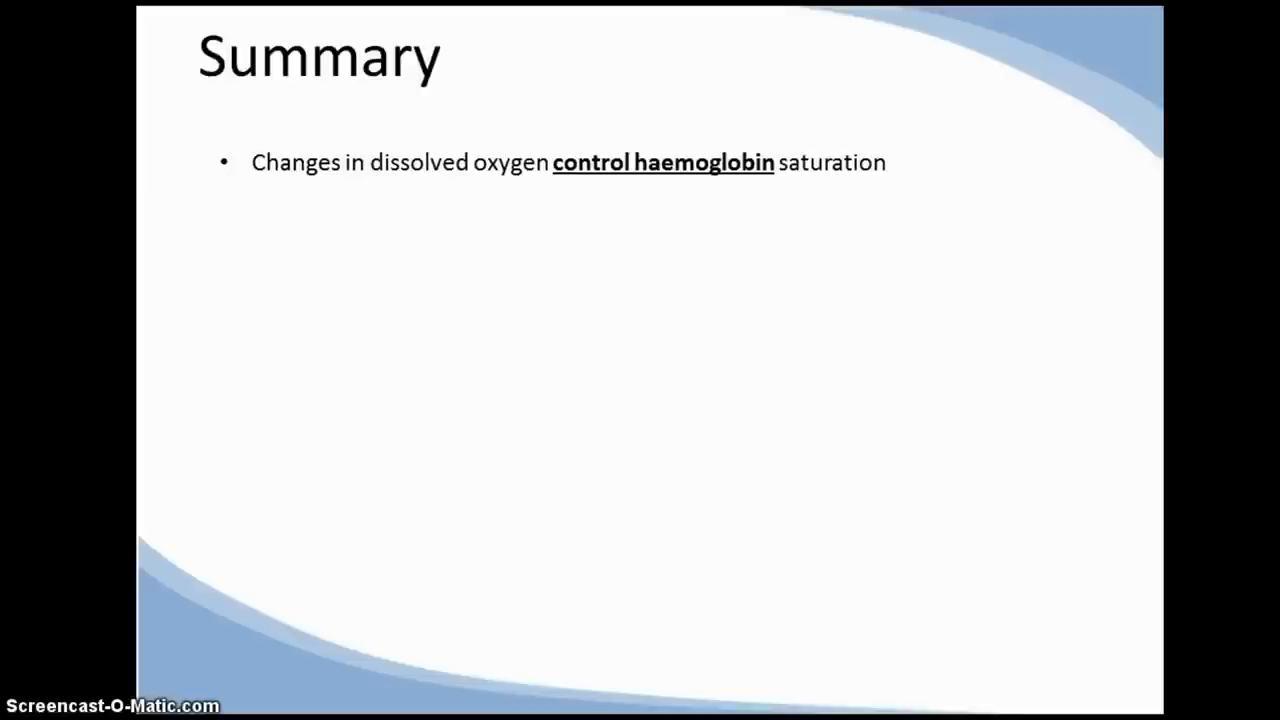 Summary
• Changes in dissolved oxygen control haemoglobin saturation
Screencast-O-Matic.com